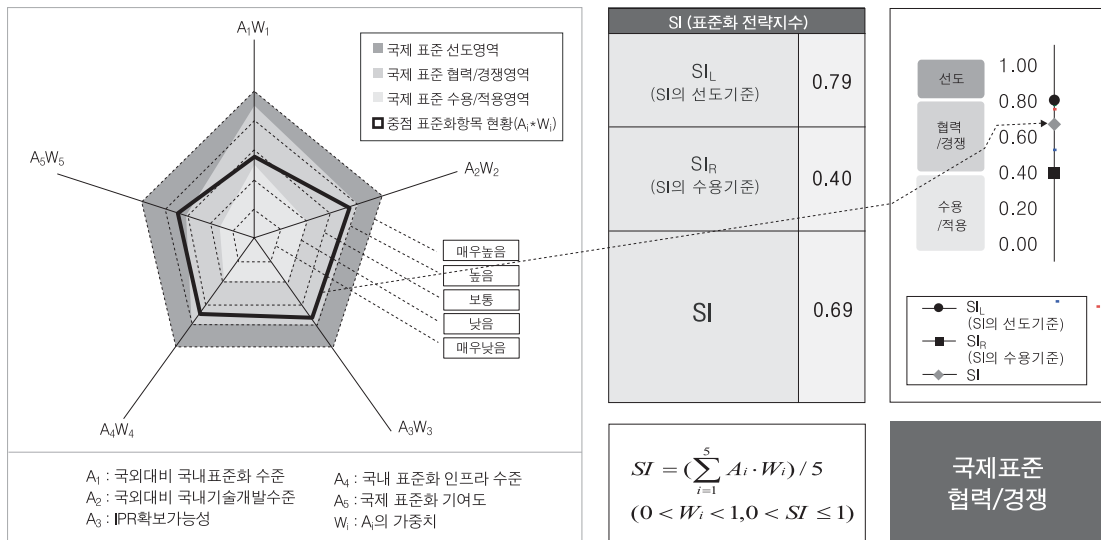 A₁W₁
국제 표준 선도영역
국제 표준 협력/경쟁영역
국제 표준 수용/적용영역
중점 표준화항목 현황(Aᵢ*Wᵢ)
A₅W₅
A₂W₂
매우높음
높음
보통
낮음
매우낮음
A₄W₄
A₃W₃
A₁ : 국외대비 국내표준화 수준
A₂ : 국외대비 국내기술개발수준
A₃ : IPR확보가능성
A₄ : 국내 표준화 인프라 수준
A₅ : 국제 표준화 기여도
Wᵢ : Aᵢ의 가중치
SI (표준화 전략지수)
SI_L
(SI의 선도기준)
0.79
SI_R
(SI의 수용기준)
0.40
SI
0.69
SI = (∑ Aᵢ · Wᵢ) / 5
5
i=1
(0 < Wᵢ < 1, 0 < SI ≤ 1)
선도
협력
/경쟁
수용
/적용
1.00
0.80
0.60
0.40
0.20
0.00
SI_L
(SI의 선도기준)
SI_R
(SI의 수용기준)
SI
국제표준
협력/경쟁